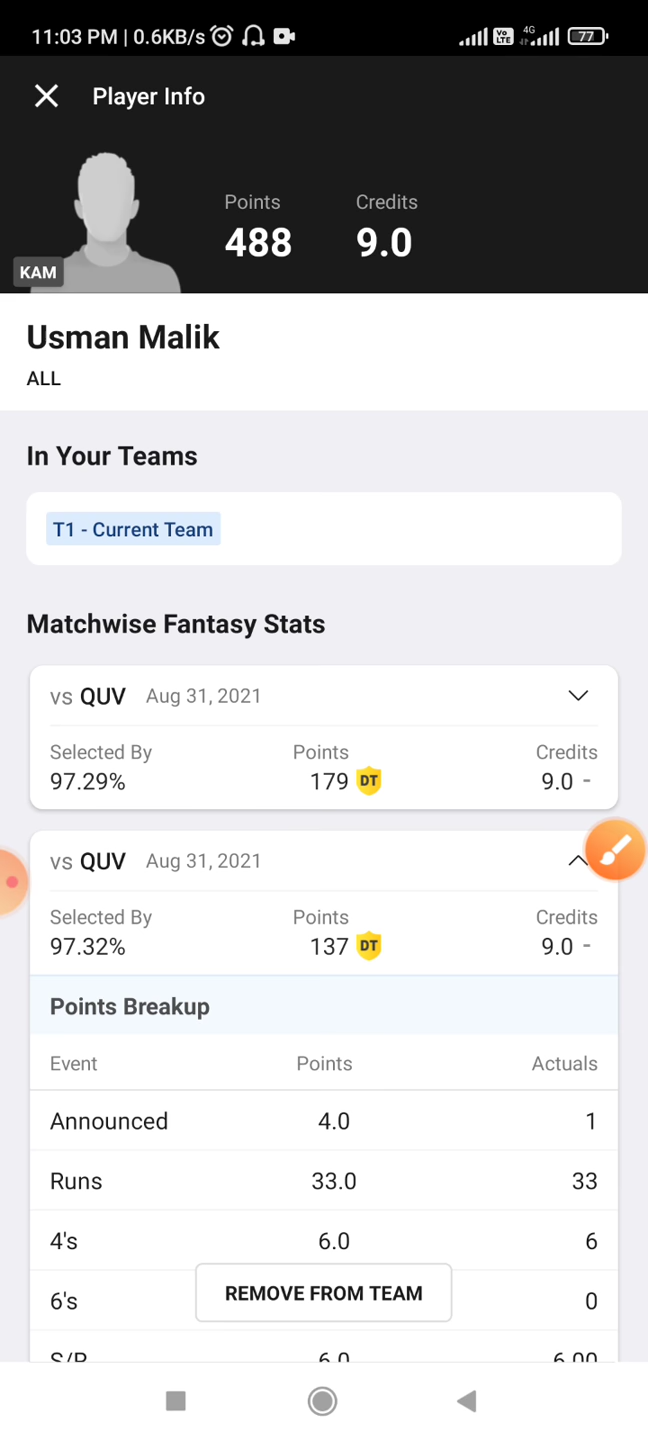 11:03 PM | 0.6KB/s
Vo LTE 4G 77
Player Info
Points Credits
488 9.0
KAM
Usman Malik
ALL
In Your Teams
T1 - Current Team
Matchwise Fantasy Stats
vs QUV Aug 31, 2021
Selected By Points Credits
97.29% 179 DT 9.0 -
vs QUV Aug 31, 2021
Selected By Points Credits
97.32% 137 DT 9.0 -
Points Breakup
Event Points Actuals
Announced 4.0 1
Runs 33.0 33
4's 6.0 6
REMOVE FROM TEAM
6's 0
S/R 6.0 6.00